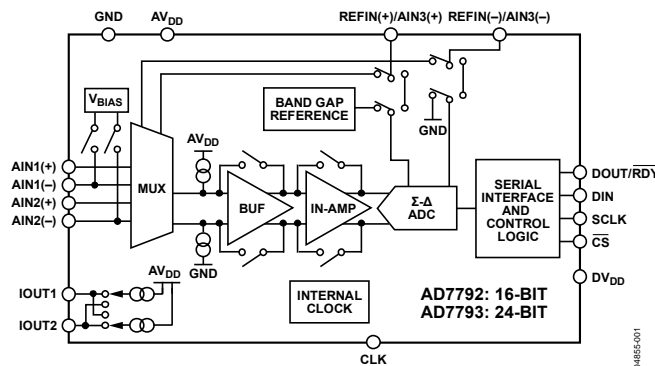 GND
AVDD
REFIN(+)/AIN3(+)
REFIN(–)/AIN3(–)
VBIAS
BAND GAP
REFERENCE
GND
AVDD
AIN1(+)
AIN1(–)
AIN2(+)
AIN2(–)
MUX
BUF
IN-AMP
Σ-Δ
ADC
SERIAL
INTERFACE
AND
CONTROL
LOGIC
DOUT/RDY
DIN
SCLK
CS
DVDD
GND
AVDD
IOUT1
IOUT2
INTERNAL
CLOCK
AD7792: 16-BIT
AD7793: 24-BIT
CLK